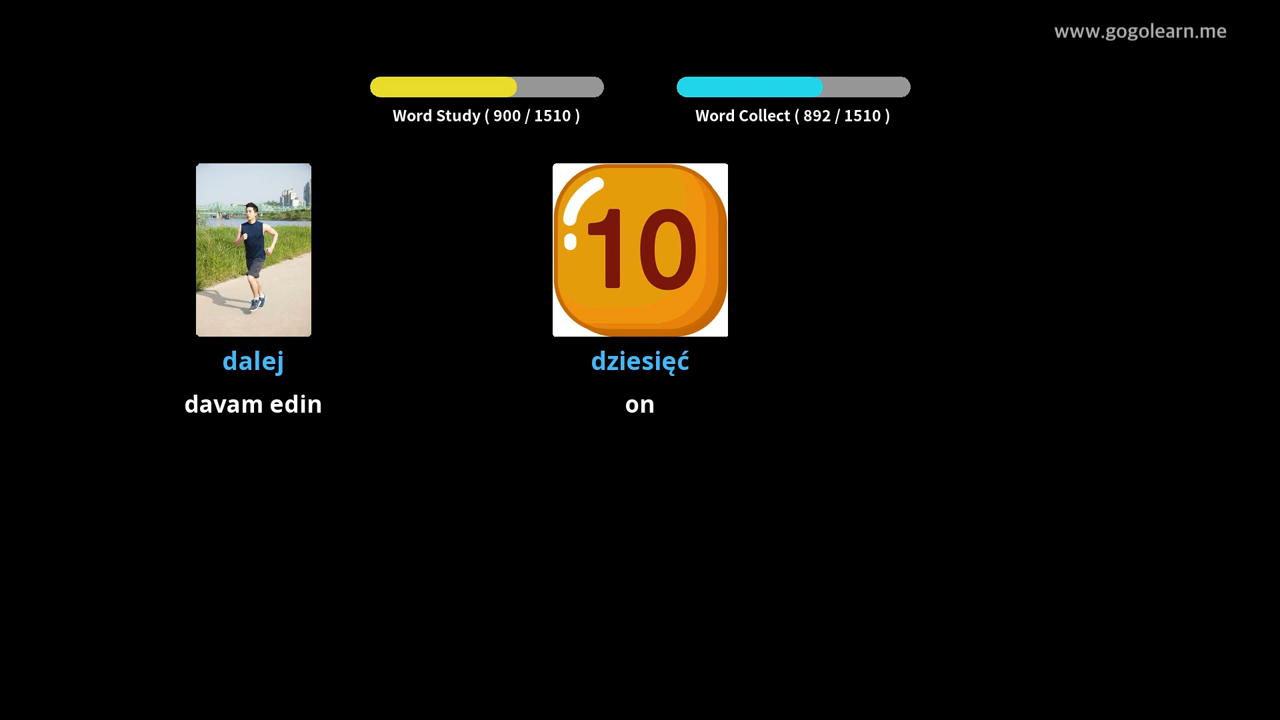 www.gogolearn.me
Word Study ( 900 / 1510 )
Word Collect ( 892 / 1510 )
10
dalej
dziesięć
davam edin
on